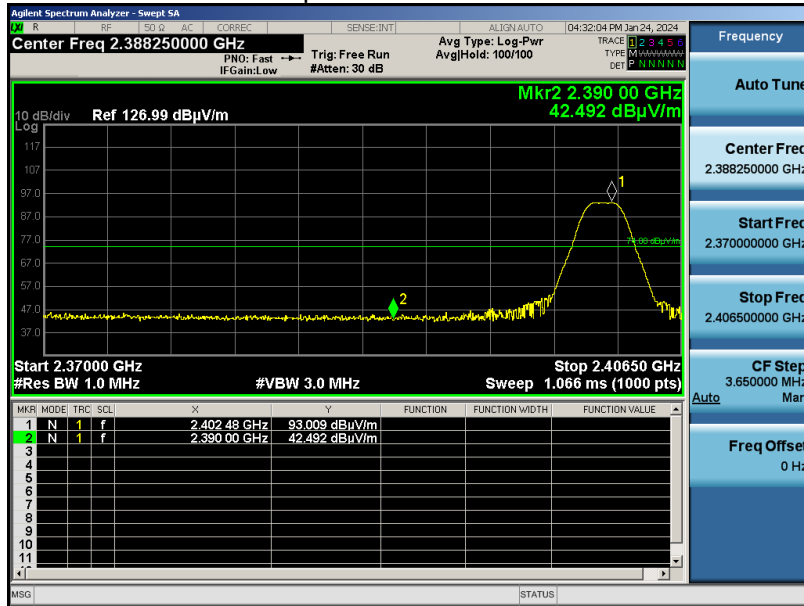 Agilent Spectrum Analyzer - Swept SA
LXI R RF 50 Ω AC CORREC SENSE:INT ALIGN AUTO 04:32:04 PM Jan 24, 2024
Center Freq 2.388250000 GHz
PNO: Fast
IFGain:Low
Trig: Free Run
#Atten: 30 dB
Avg Type: Log-Pwr
Avg|Hold: 100/100
TRACE 1 2 3 4 5 6
TYPE M
DET P N N N N N
Mkr2 2.390 00 GHz
42.492 dBµV/m
10 dB/div Ref 126.99 dBµV/m
Log
117
107
97.0
87.0
77.0
67.0
57.0
47.0
37.0
1
74.00 dBµV/m
2
Start 2.37000 GHz Stop 2.40650 GHz
#Res BW 1.0 MHz #VBW 3.0 MHz Sweep 1.066 ms (1000 pts)
MKR MODE TRC SCL X Y FUNCTION FUNCTION WIDTH FUNCTION VALUE
1 N 1 f 2.402 48 GHz 93.009 dBµV/m
2 N 1 f 2.390 00 GHz 42.492 dBµV/m
3
4
5
6
7
8
9
10
11
MSG STATUS
Frequency
Auto Tune
Center Freq
2.388250000 GHz
Start Freq
2.370000000 GHz
Stop Freq
2.406500000 GHz
CF Step
3.650000 MHz
Auto Man
Freq Offset
0 Hz